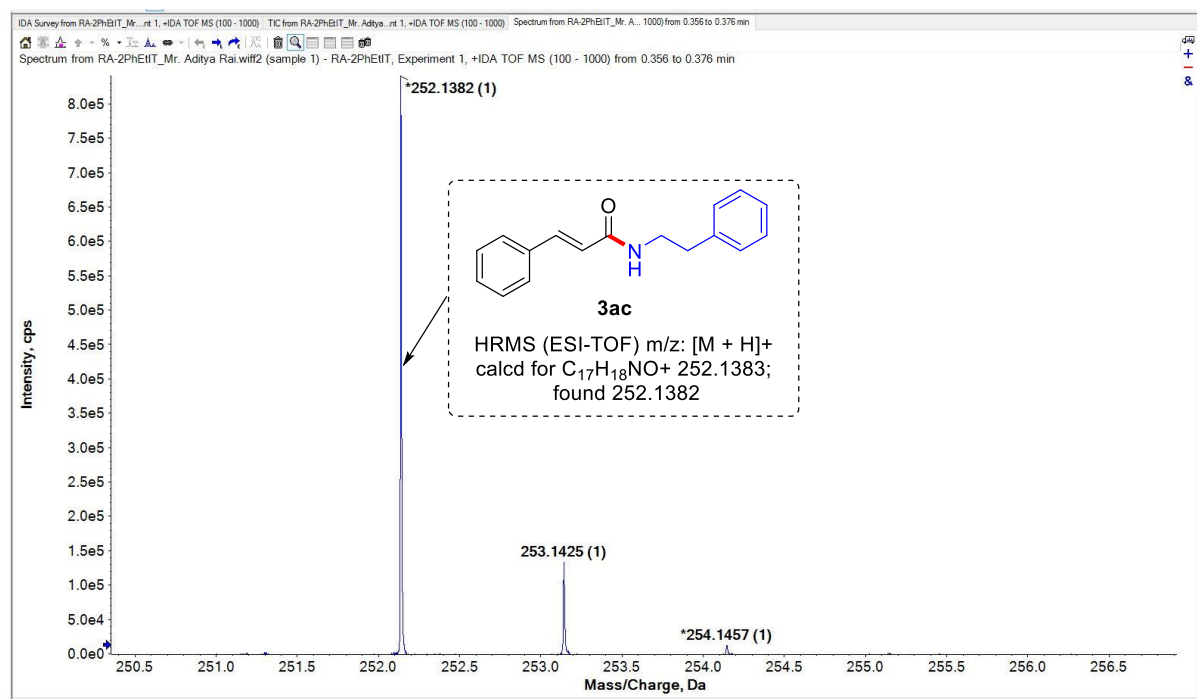 IDA Survey from RA-2PhEtIT_Mr....nt 1, +IDA TOF MS (100 - 1000) TIC from RA-2PhEtIT_Mr. Aditya...nt 1, +IDA TOF MS (100 - 1000) Spectrum from RA-2PhEtIT_Mr. A... 1000) from 0.356 to 0.376 min
%
Spectrum from RA-2PhEtIT_Mr. Aditya Rai.wiff2 (sample 1) - RA-2PhEtIT, Experiment 1, +IDA TOF MS (100 - 1000) from 0.356 to 0.376 min
+
−
&
Intensity, cps
8.0e5
7.5e5
7.0e5
6.5e5
6.0e5
5.5e5
5.0e5
4.5e5
4.0e5
3.5e5
3.0e5
2.5e5
2.0e5
1.5e5
1.0e5
5.0e4
0.0e0
*252.1382 (1)
O
N
H
3ac
HRMS (ESI-TOF) m/z: [M + H]+
calcd for C₁₇H₁₈NO+ 252.1383;
found 252.1382
253.1425 (1)
*254.1457 (1)
250.5 251.0 251.5 252.0 252.5 253.0 253.5 254.0 254.5 255.0 255.5 256.0 256.5
Mass/Charge, Da